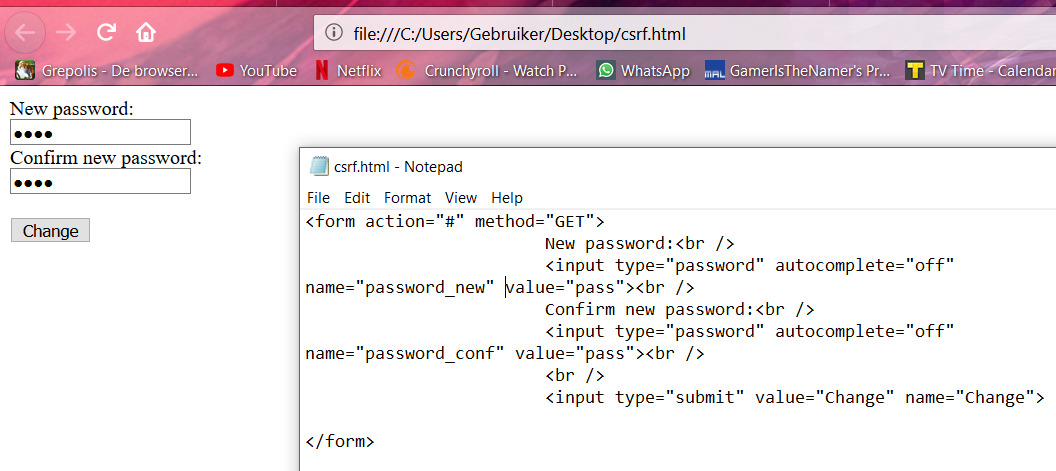 file:///C:/Users/Gebruiker/Desktop/csrf.html
Grepolis - De browser... YouTube Netflix Crunchyroll - Watch P... WhatsApp MAL GamerIsTheNamer's Pr... T TV Time - Calendar
New password:
Confirm new password:
Change
csrf.html - Notepad
File Edit Format View Help
<form action="#" method="GET">
New password:<br />
<input type="password" autocomplete="off"
name="password_new" value="pass"><br />
Confirm new password:<br />
<input type="password" autocomplete="off"
name="password_conf" value="pass"><br />
<br />
<input type="submit" value="Change" name="Change">
</form>